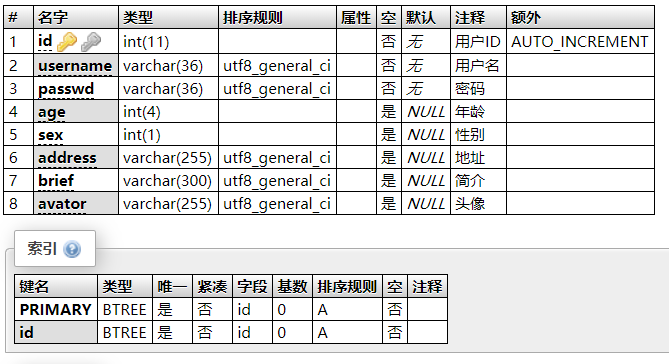 # 名字 类型 排序规则 属性 空 默认 注释 额外
1 id int(11) 否 无 用户ID AUTO_INCREMENT
2 username varchar(36) utf8_general_ci 否 无 用户名
3 passwd varchar(36) utf8_general_ci 否 无 密码
4 age int(4) 是 NULL 年龄
5 sex int(1) 是 NULL 性别
6 address varchar(255) utf8_general_ci 是 NULL 地址
7 brief varchar(300) utf8_general_ci 是 NULL 简介
8 avator varchar(255) utf8_general_ci 是 NULL 头像
索引
键名 类型 唯一 紧凑 字段 基数 排序规则 空 注释
PRIMARY BTREE 是 否 id 0 A 否
id BTREE 是 否 id 0 A 否